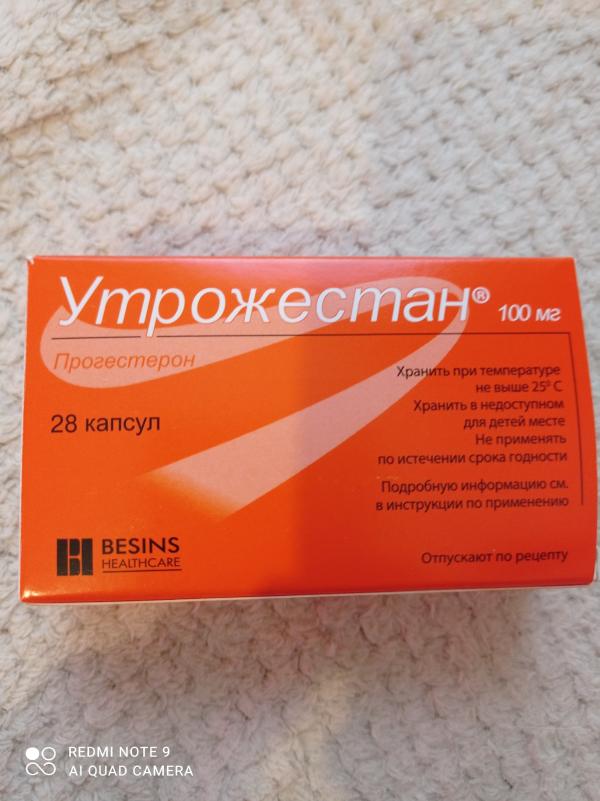 Утрожестан® 100 мг
Прогестерон
28 капсул
Хранить при температуре
не выше 25⁰ С
Хранить в недоступном
для детей месте
Не применять
по истечении срока годности
Подробную информацию см.
в инструкции по применению
BESINS
HEALTHCARE
Отпускают по рецепту
REDMI NOTE 9
AI QUAD CAMERA